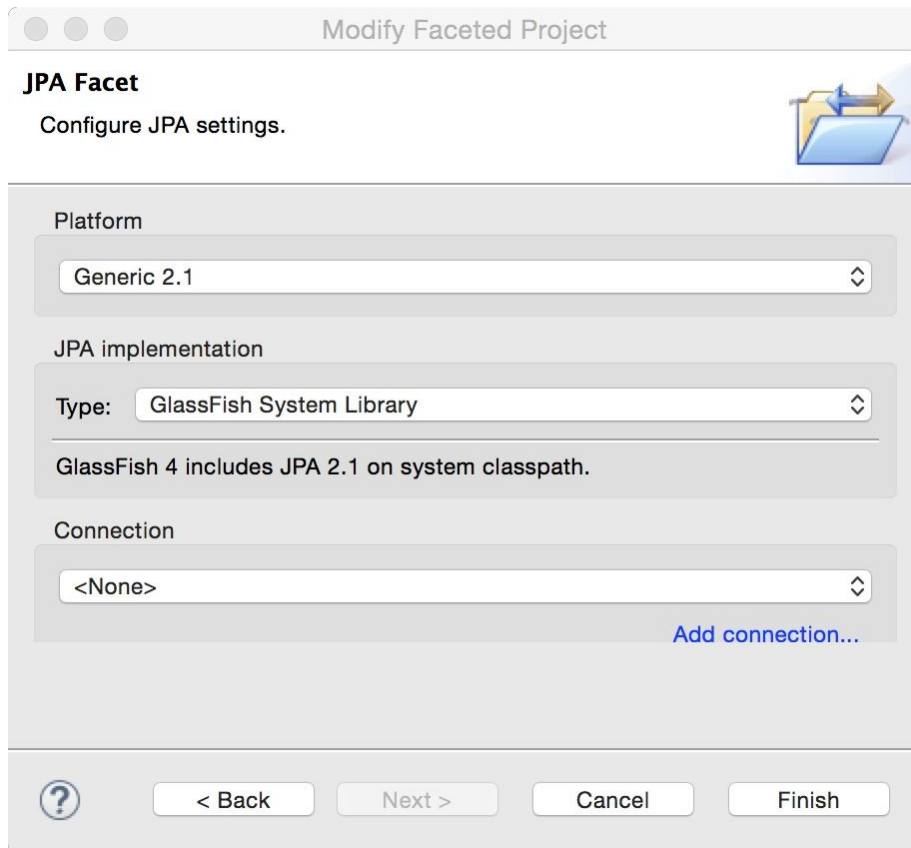 Modify Faceted Project
JPA Facet
Configure JPA settings.
Platform
Generic 2.1
JPA implementation
Type: GlassFish System Library
GlassFish 4 includes JPA 2.1 on system classpath.
Connection
<None>
Add connection...
? < Back Next > Cancel Finish